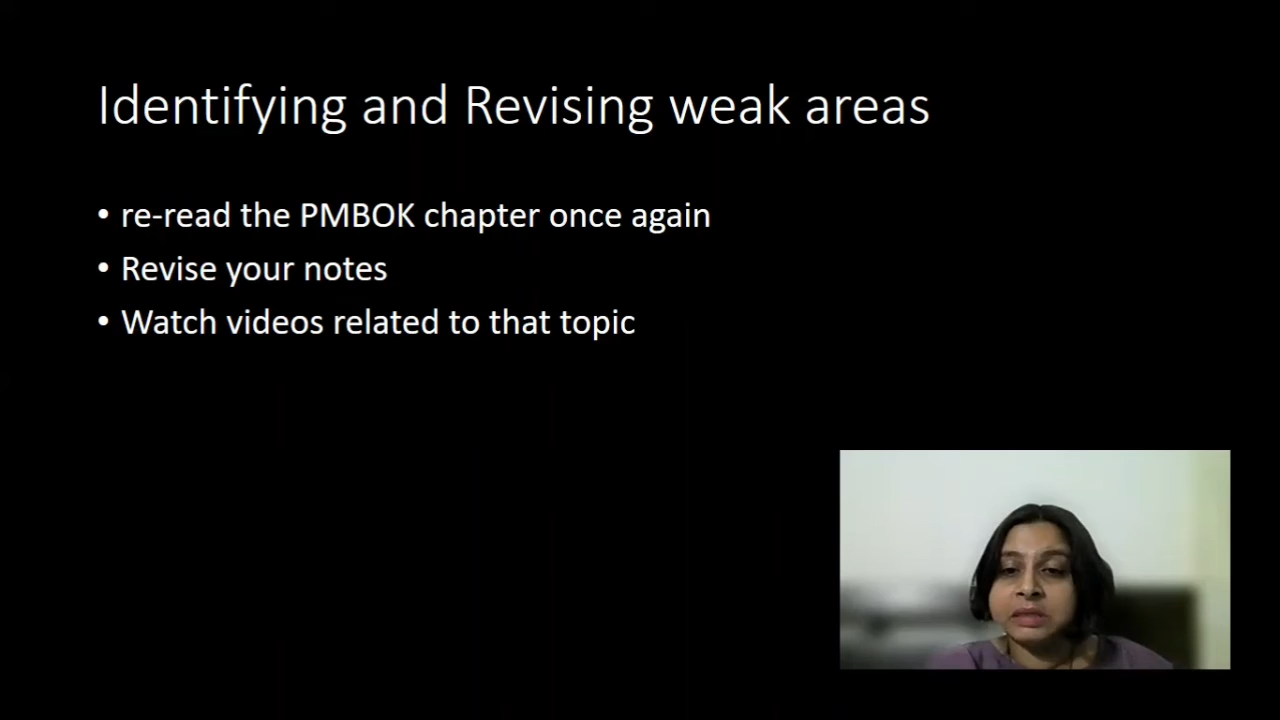 Identifying and Revising weak areas
• re-read the PMBOK chapter once again
• Revise your notes
• Watch videos related to that topic